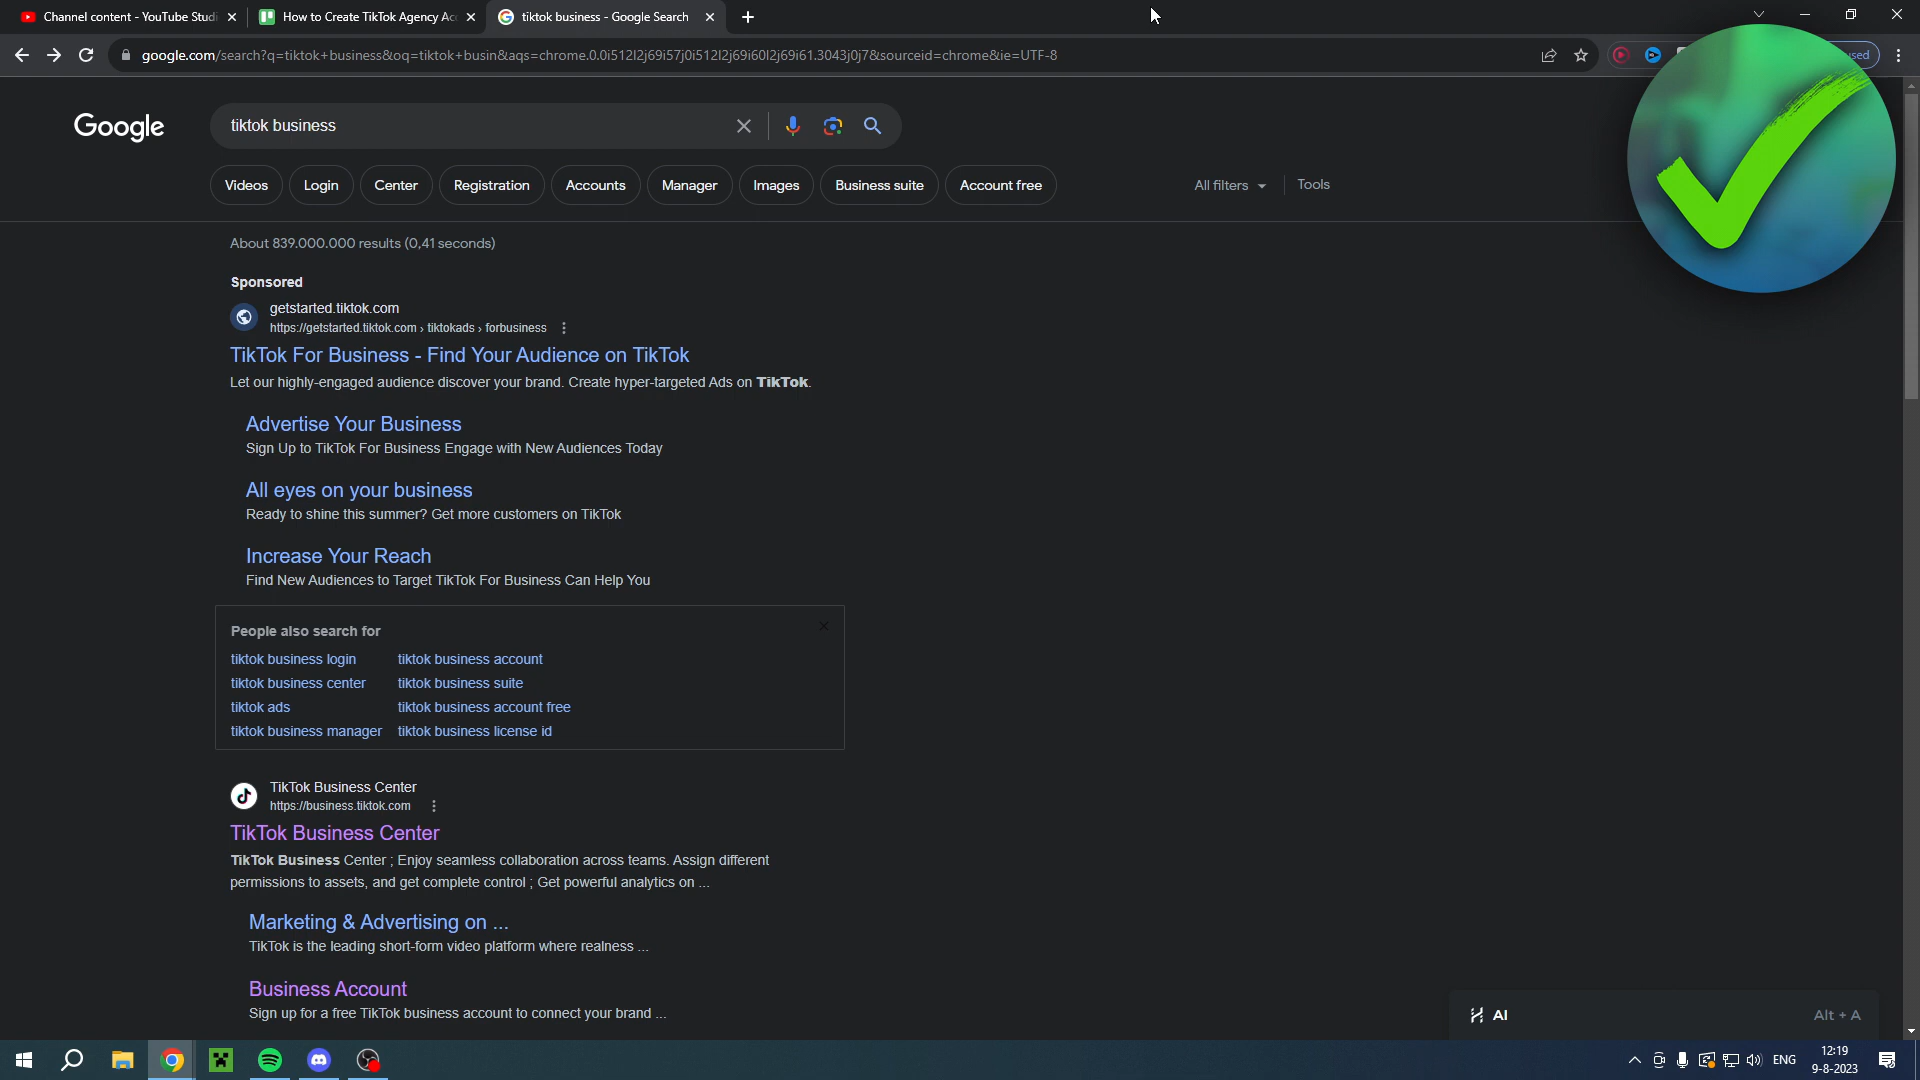 Channel content - YouTube Studi
How to Create TikTok Agency Ac
tiktok business - Google Search
google.com/search?q=tiktok+business&oq=tiktok+busin&aqs=chrome.0.0i512l2j69i57j0i512l2j69i60l2j69i61.3043j0j7&sourceid=chrome&ie=UTF-8
Google
tiktok business
Videos
Login
Center
Registration
Accounts
Manager
Images
Business suite
Account free
All filters
Tools
About 839.000.000 results (0,41 seconds)
Sponsored
getstarted.tiktok.com
https://getstarted.tiktok.com › tiktokads › forbusiness
TikTok For Business - Find Your Audience on TikTok
Let our highly-engaged audience discover your brand. Create hyper-targeted Ads on TikTok.
Advertise Your Business
Sign Up to TikTok For Business Engage with New Audiences Today
All eyes on your business
Ready to shine this summer? Get more customers on TikTok
Increase Your Reach
Find New Audiences to Target TikTok For Business Can Help You
People also search for
tiktok business login
tiktok business account
tiktok business center
tiktok business suite
tiktok ads
tiktok business account free
tiktok business manager
tiktok business license id
TikTok Business Center
https://business.tiktok.com
TikTok Business Center
TikTok Business Center ; Enjoy seamless collaboration across teams. Assign different
permissions to assets, and get complete control ; Get powerful analytics on ...
Marketing & Advertising on ...
TikTok is the leading short-form video platform where realness ...
Business Account
Sign up for a free TikTok business account to connect your brand ...
AI
Alt + A
ENG
12:19
9-8-2023